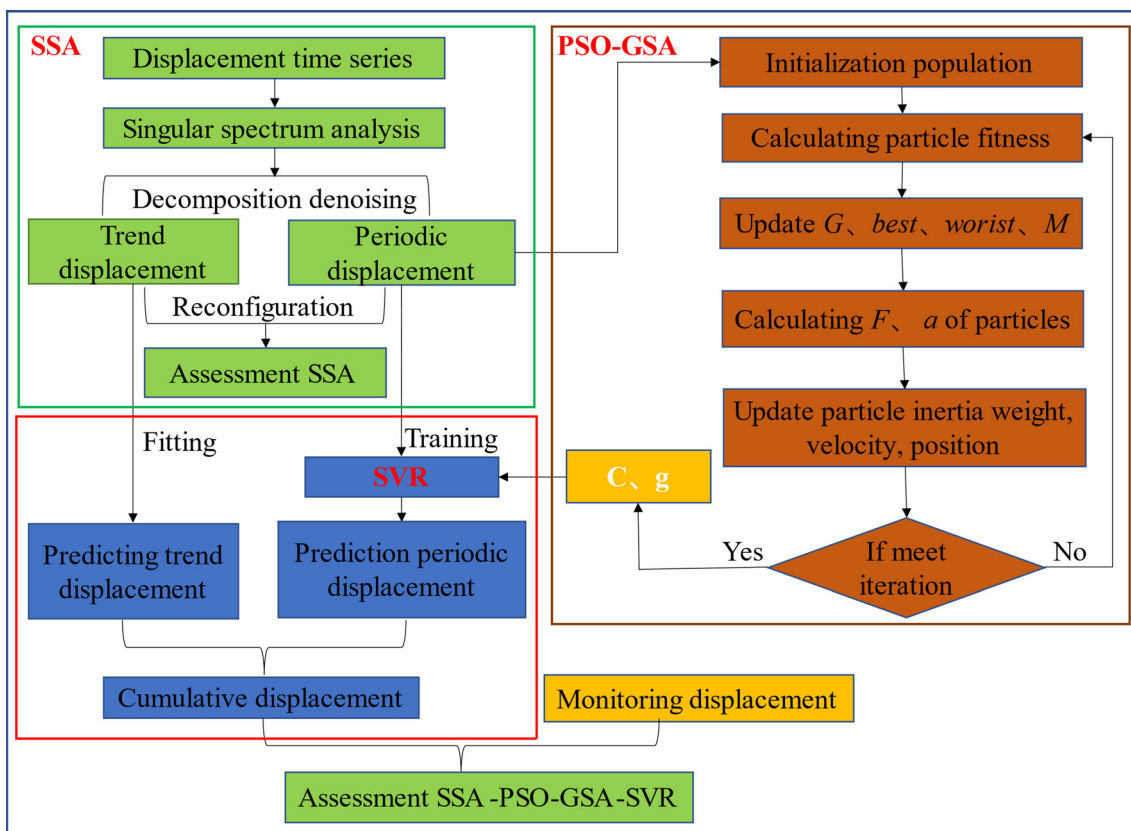 SSA
Displacement time series
Singular spectrum analysis
Decomposition denoising
Trend
displacement
Periodic
displacement
Reconfiguration
Assessment SSA
Fitting
Training
SVR
Predicting trend
displacement
Prediction periodic
displacement
Cumulative displacement
PSO-GSA
Initialization population
Calculating particle fitness
Update G、best、worist、M
Calculating F、 a of particles
Update particle inertia weight,
velocity, position
If meet
iteration
Yes
No
C、g
Monitoring displacement
Assessment SSA -PSO-GSA-SVR